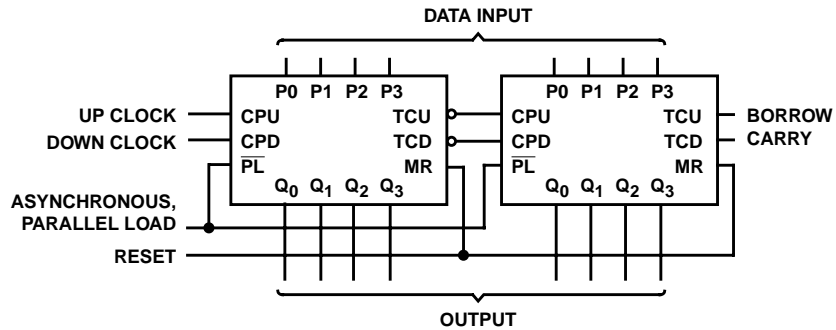 DATA INPUT
P0 P1 P2 P3
P0 P1 P2 P3
UP CLOCK CPU TCU CPU TCU BORROW
DOWN CLOCK CPD TCD CPD TCD CARRY
PL MR PL MR
Q0 Q1 Q2 Q3
Q0 Q1 Q2 Q3
ASYNCHRONOUS,
PARALLEL LOAD
RESET
OUTPUT